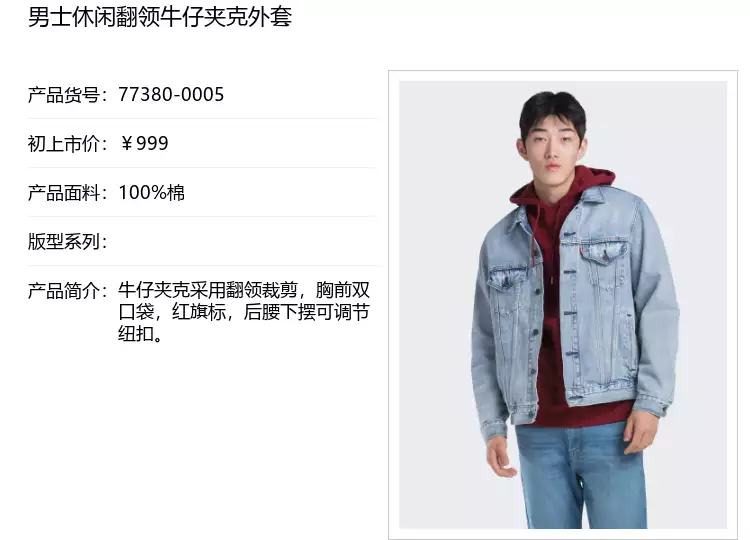 男士休闲翻领牛仔夹克外套
产品货号：77380-0005
初上市价：￥999
产品面料：100%棉
版型系列：
产品简介：牛仔夹克采用翻领裁剪，胸前双
口袋，红旗标，后腰下摆可调节
纽扣。